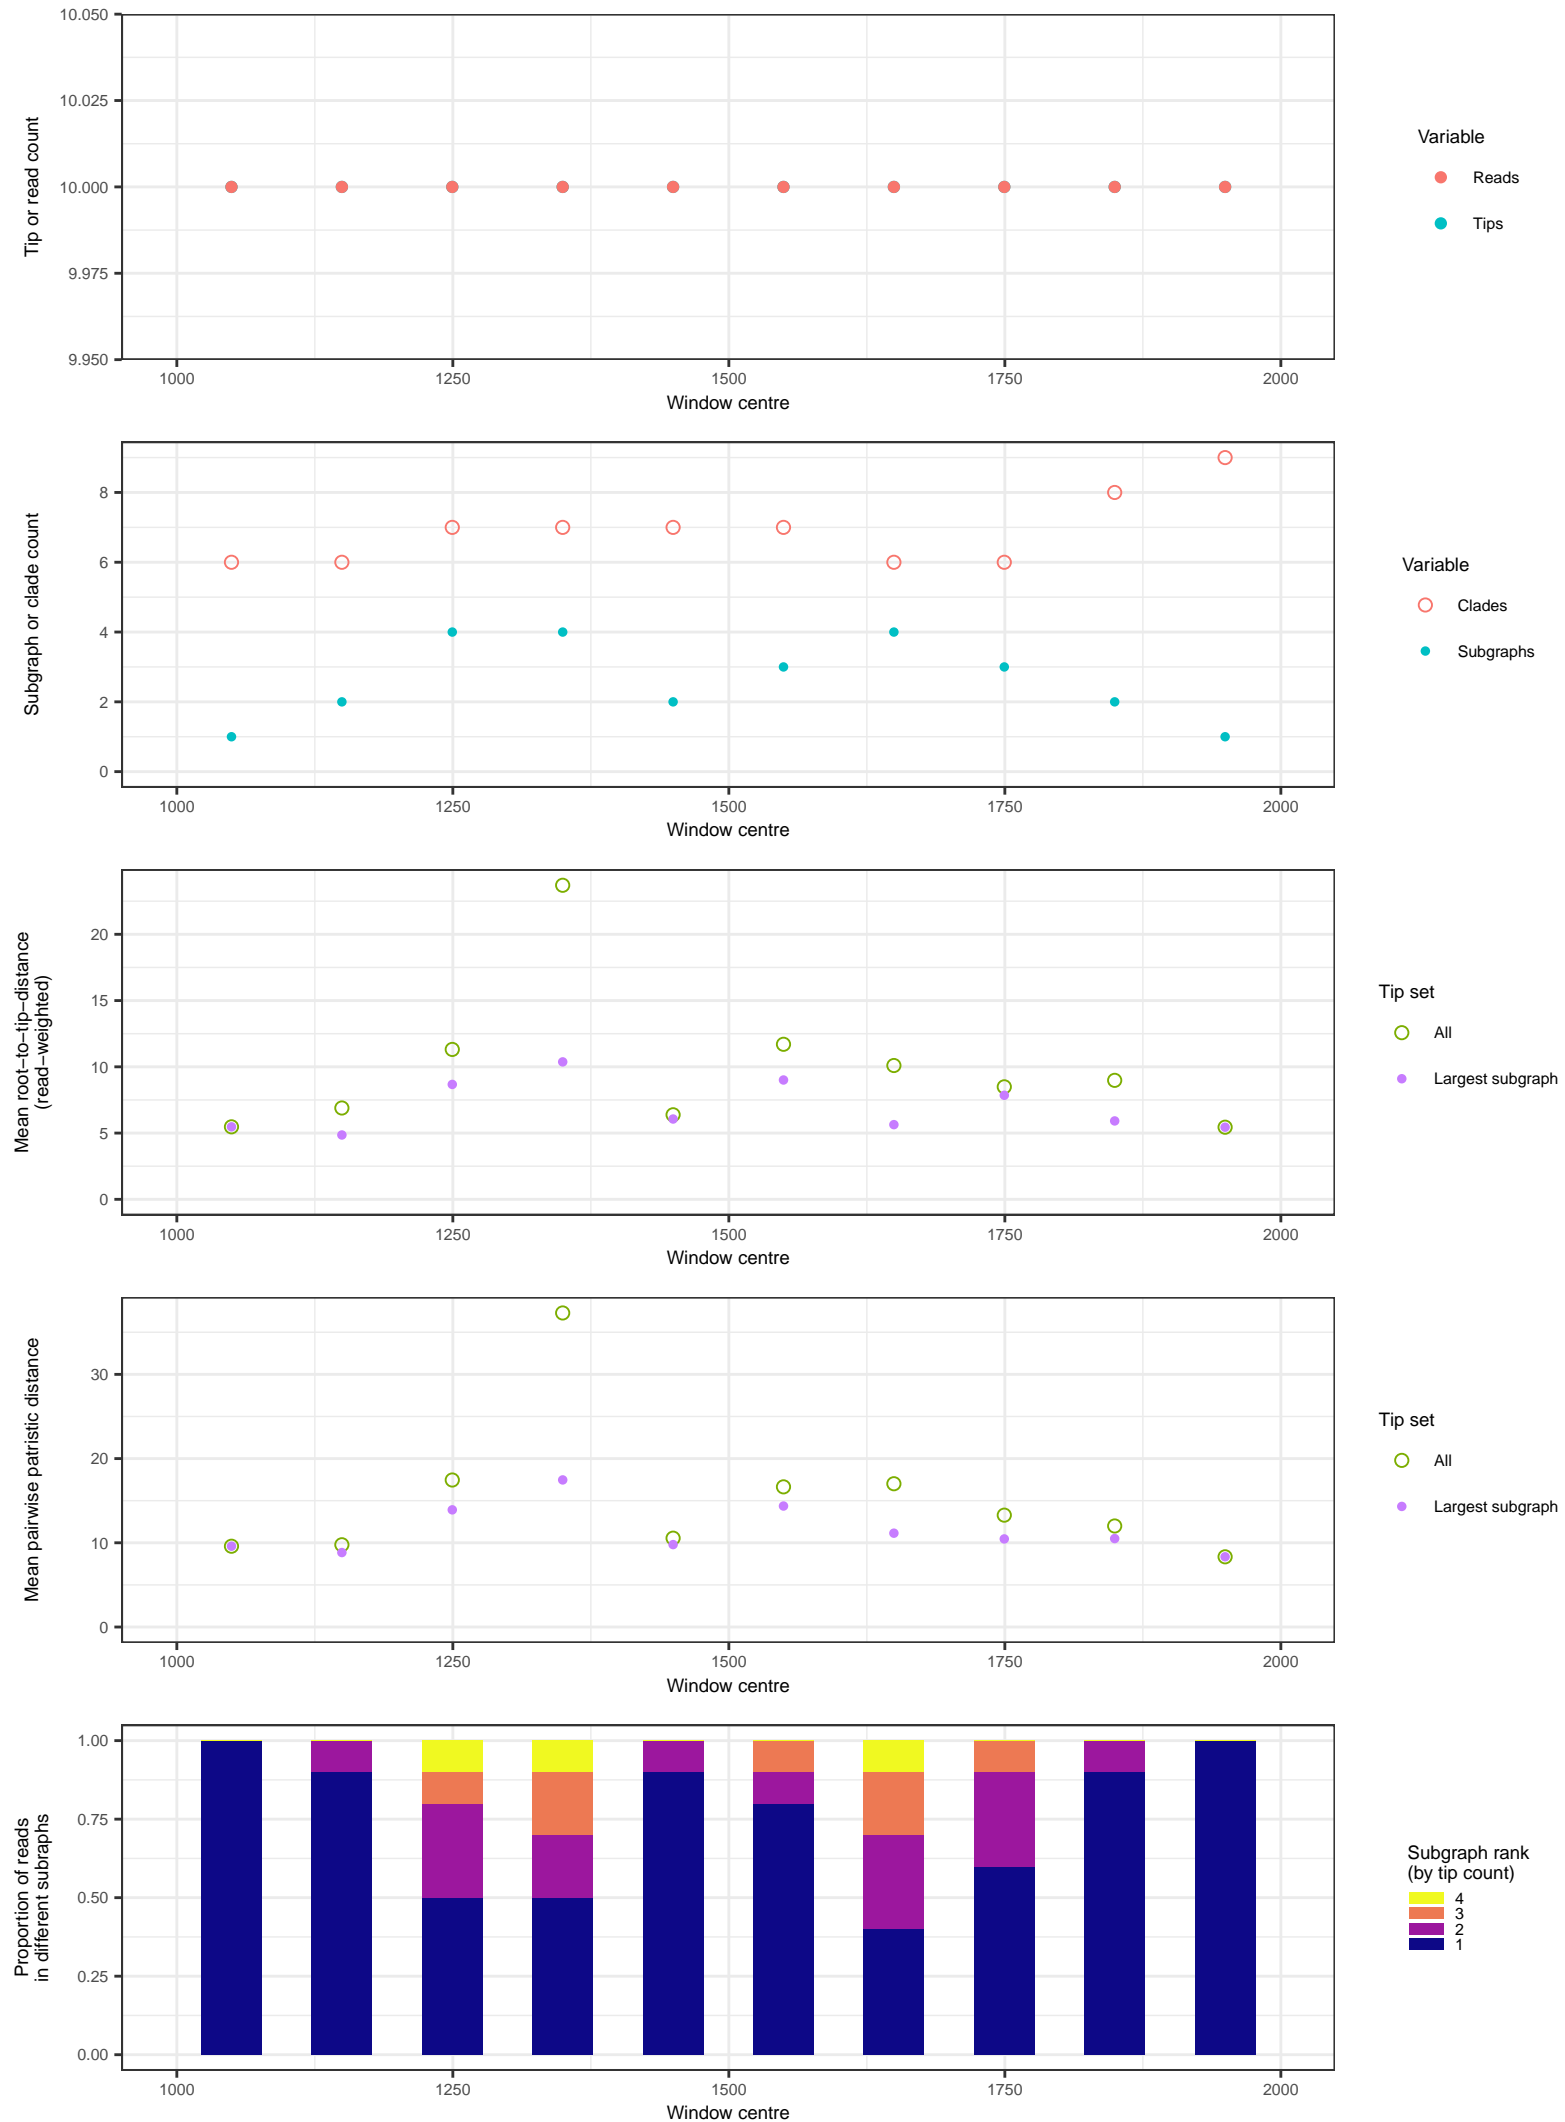 10.050
10.025
10.000
9.975
9.950
Tip or read count
1000 1250 1500 1750 2000
Window centre
Variable
Reads
Tips
8
6
4
2
0
Subgraph or clade count
1000 1250 1500 1750 2000
Window centre
Variable
Clades
Subgraphs
20
15
10
5
0
Mean root−to−tip−distance
(read−weighted)
1000 1250 1500 1750 2000
Window centre
Tip set
All
Largest subgraph
30
20
10
0
Mean pairwise patristic distance
1000 1250 1500 1750 2000
Window centre
Tip set
All
Largest subgraph
1.00
0.75
0.50
0.25
0.00
Proportion of reads
in different subraphs
1000 1250 1500 1750 2000
Window centre
Subgraph rank
(by tip count)
4
3
2
1